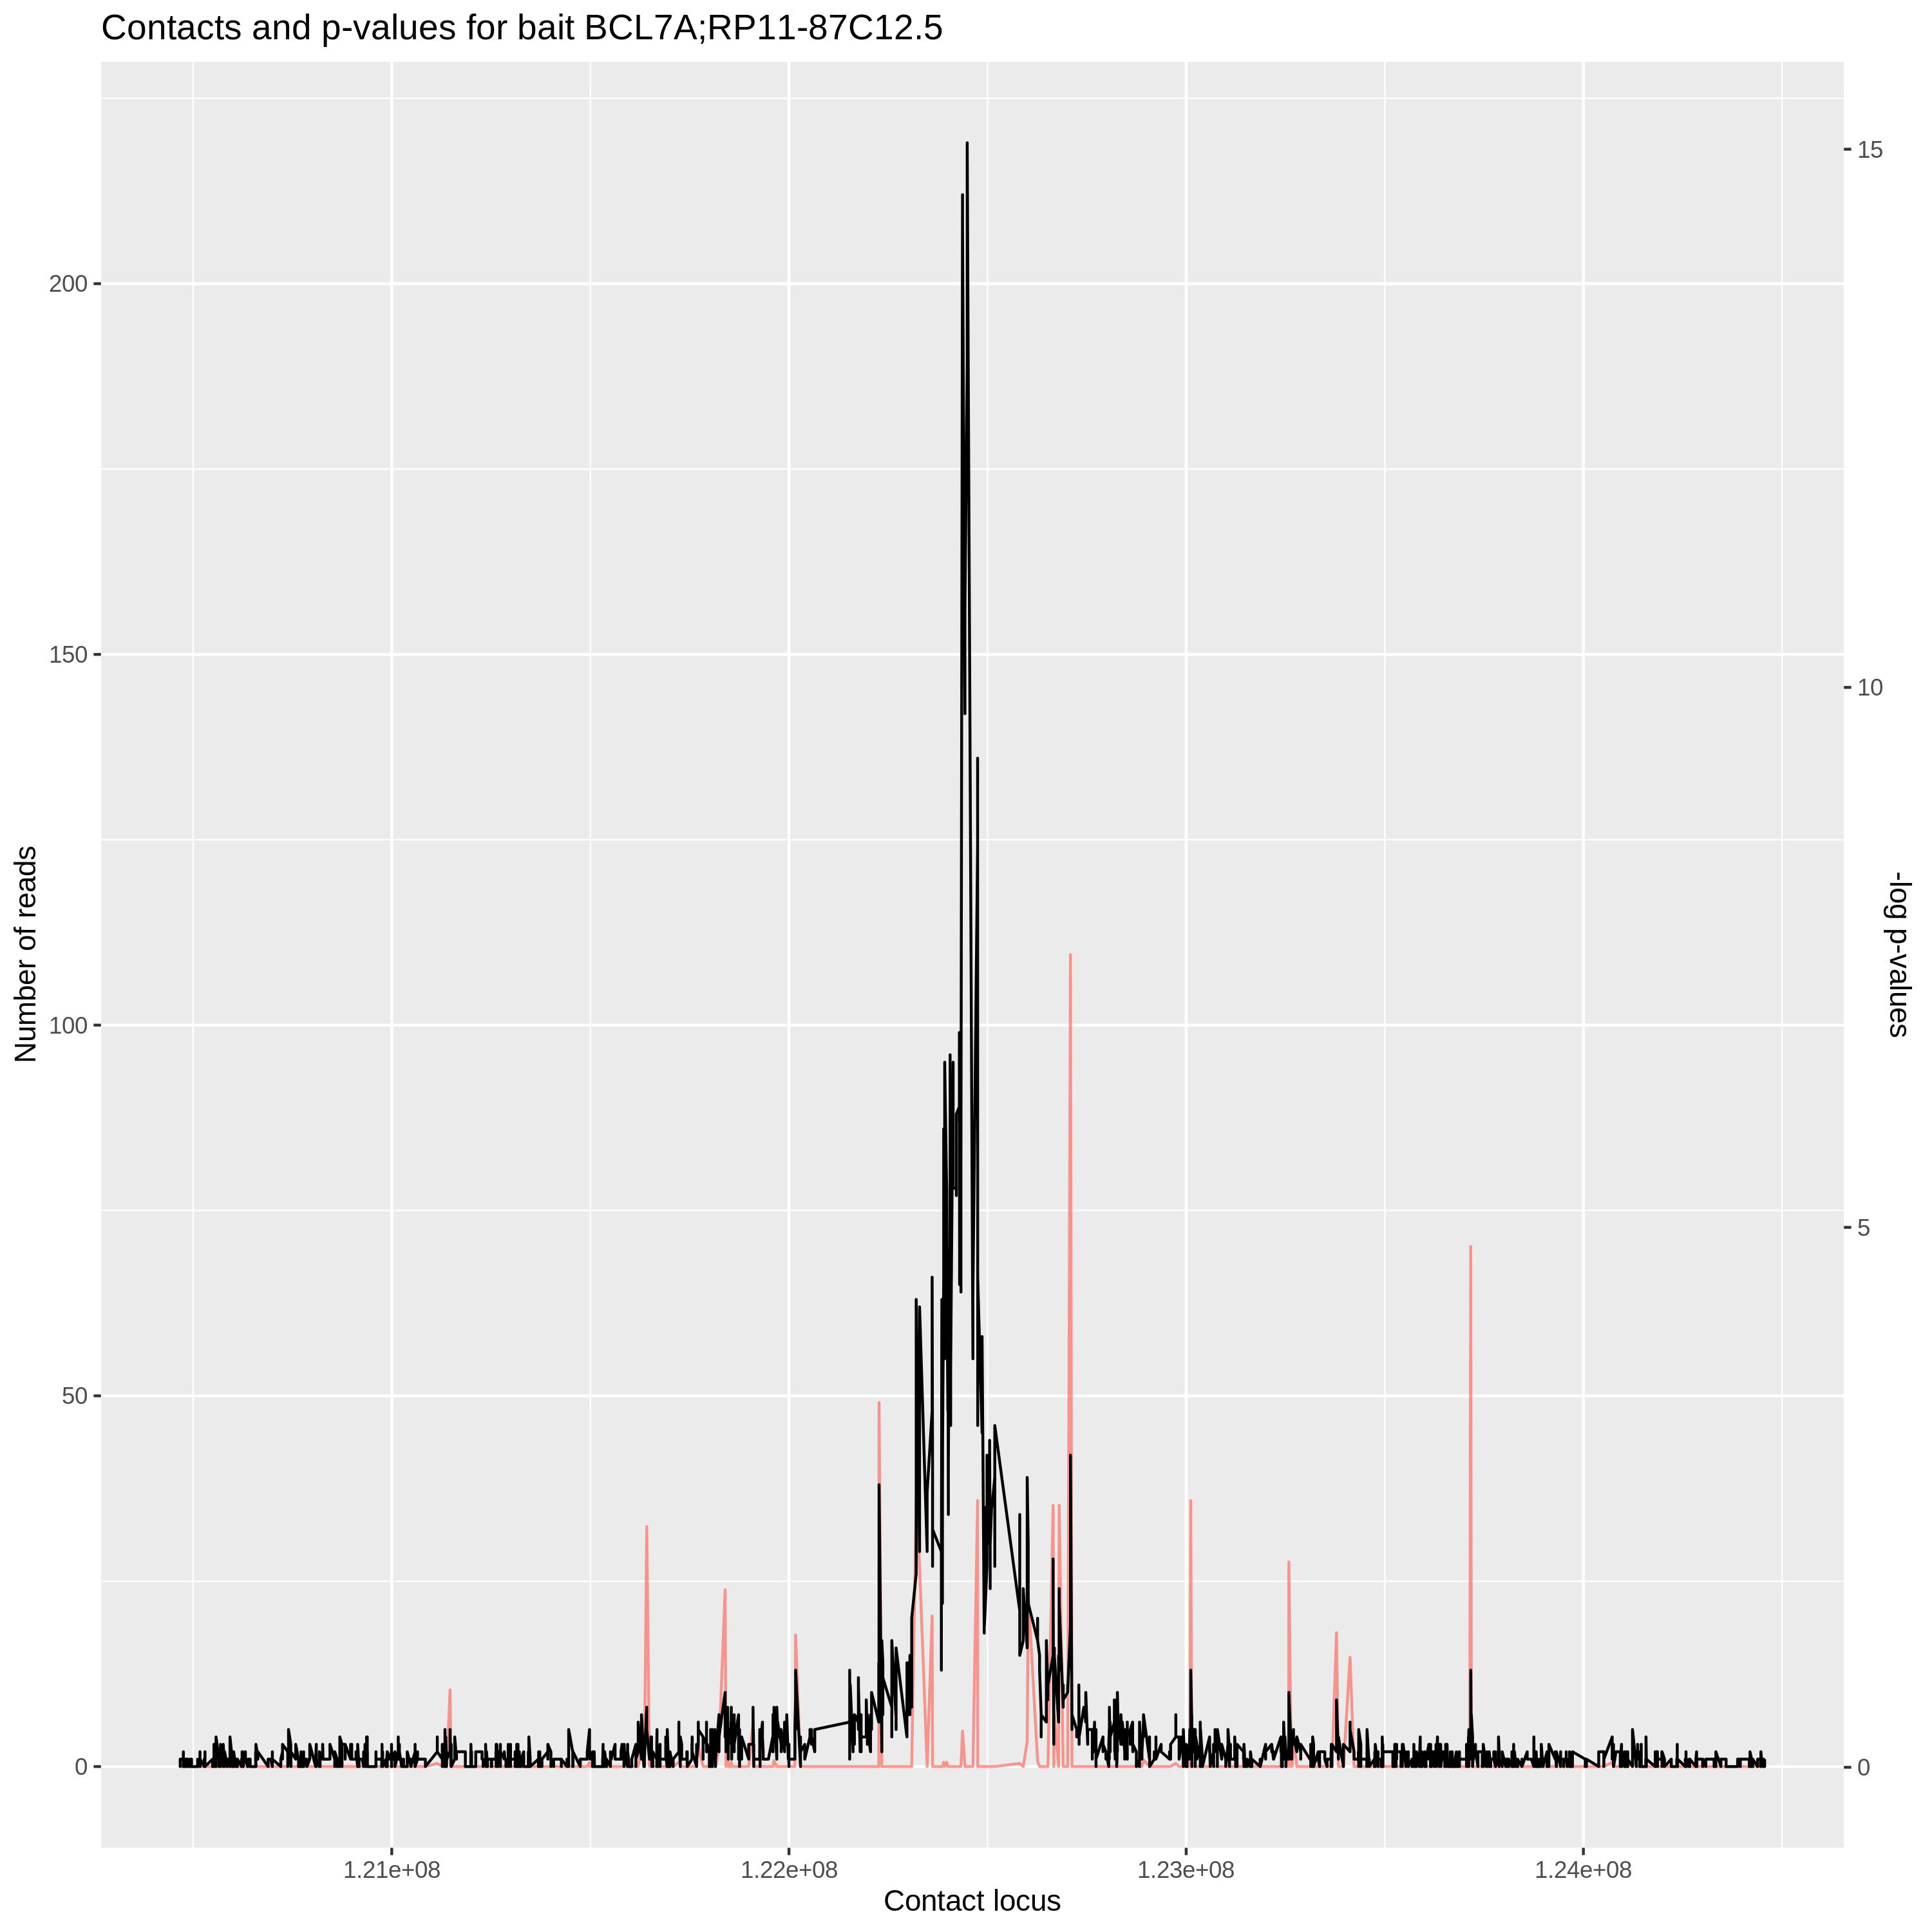 Contacts and p-values for bait BCL7A;RP11-87C12.5
Number of reads
200
150
100
50
0
15
10
5
0
-log p-values
1.21e+08
1.22e+08
1.23e+08
1.24e+08
Contact locus